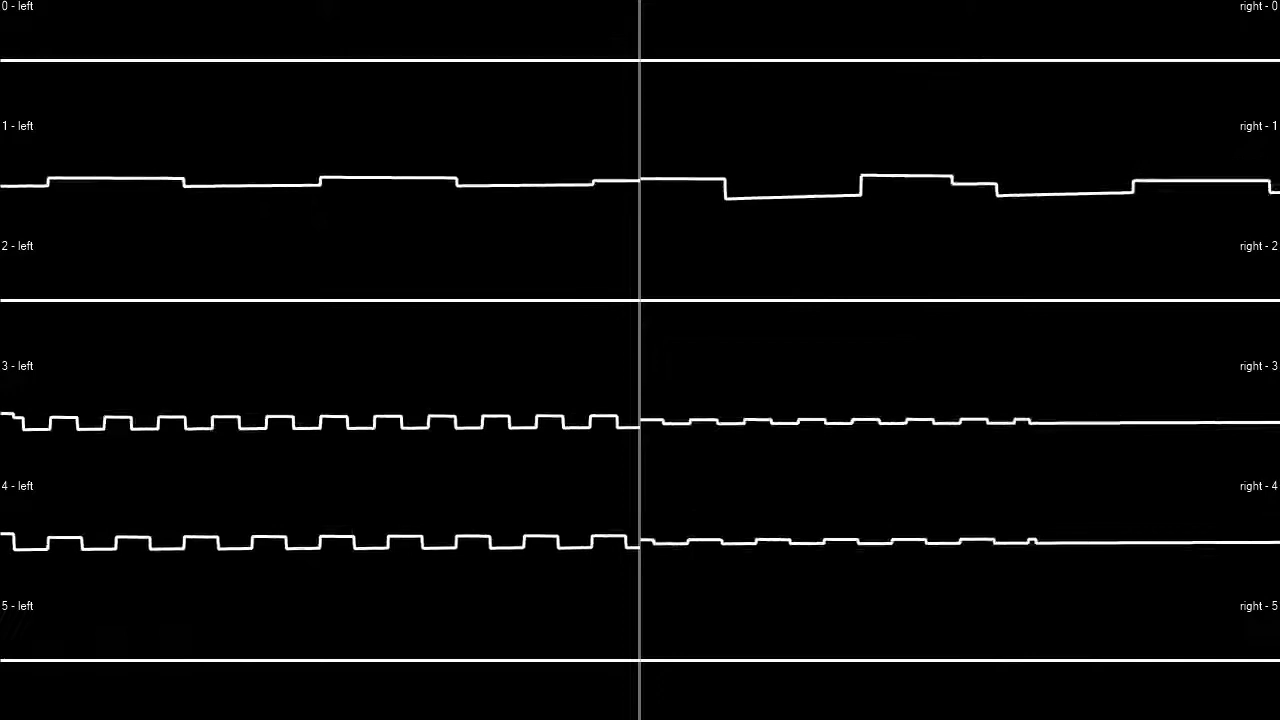 0 - left right - 0
1 - left right - 1
2 - left right - 2
3 - left right - 3
4 - left right - 4
5 - left right - 5